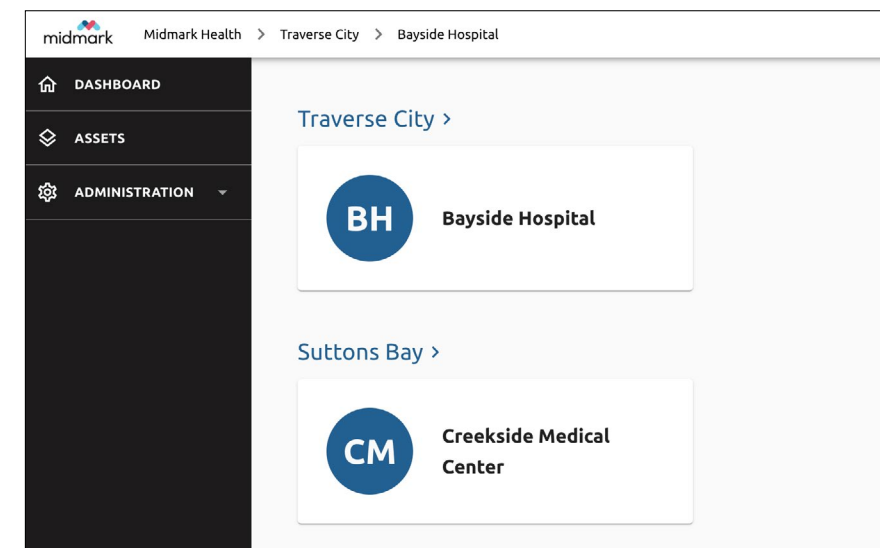 midmark Midmark Health > Traverse City > Bayside Hospital
DASHBOARD
ASSETS
ADMINISTRATION
Traverse City >
BH Bayside Hospital
Suttons Bay >
CM Creekside Medical
Center